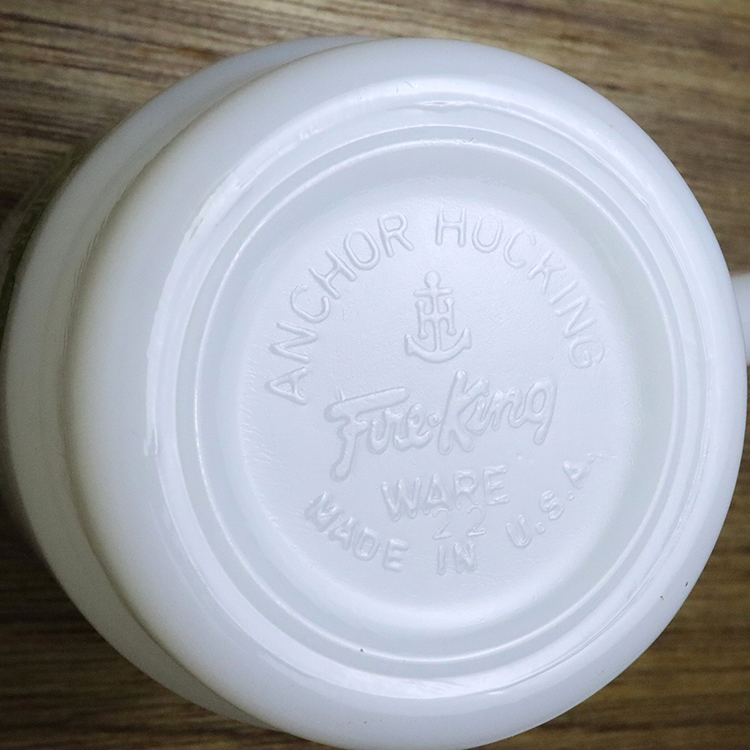 ANCHOR HOCKING
H
Fire-King
WARE
22
MADE IN U.S.A.